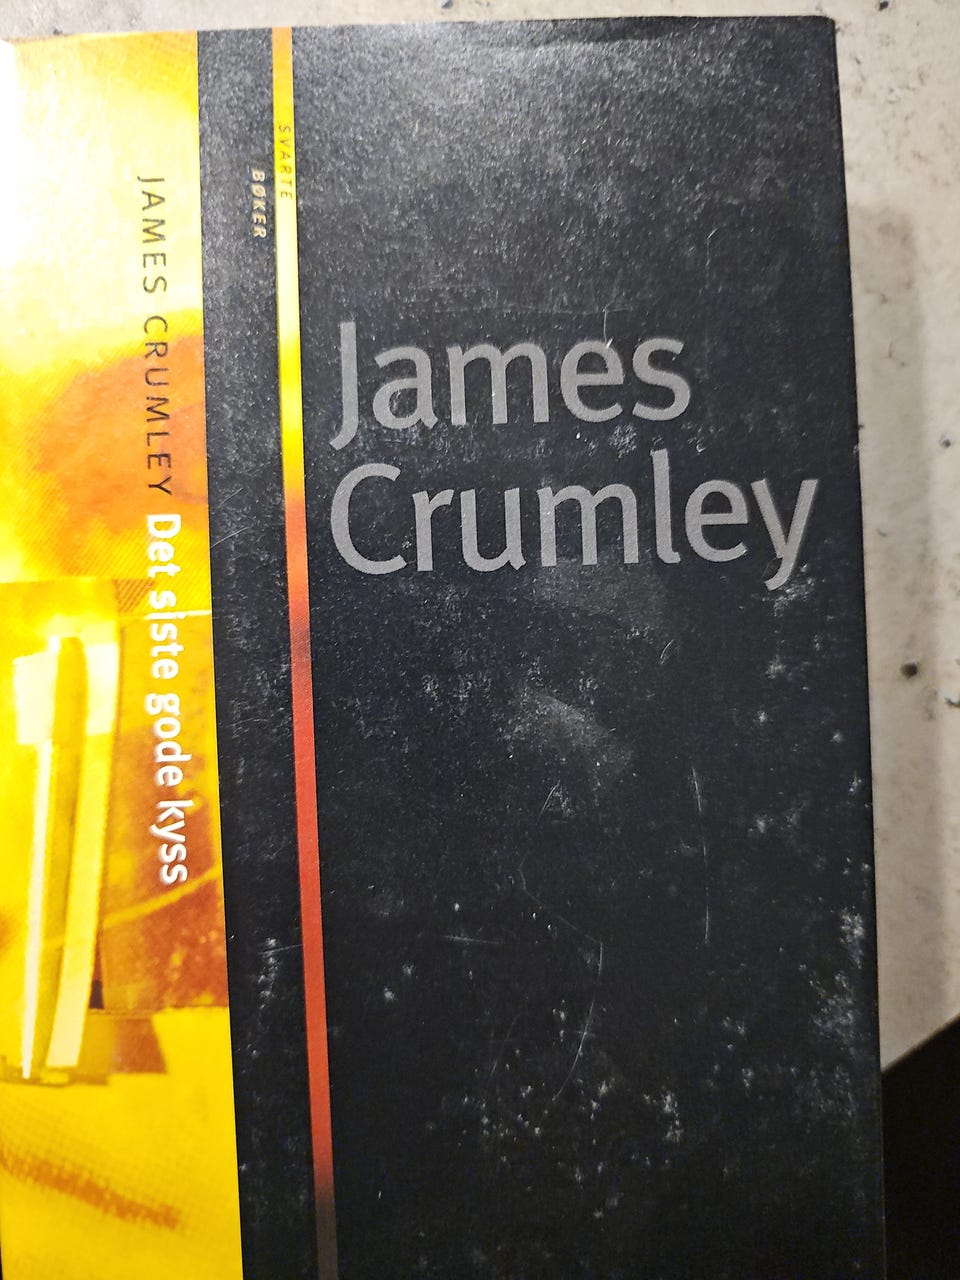 JAMES CRUMLEY Det siste gode kyss
SVARTE
BØKER
James
Crumley